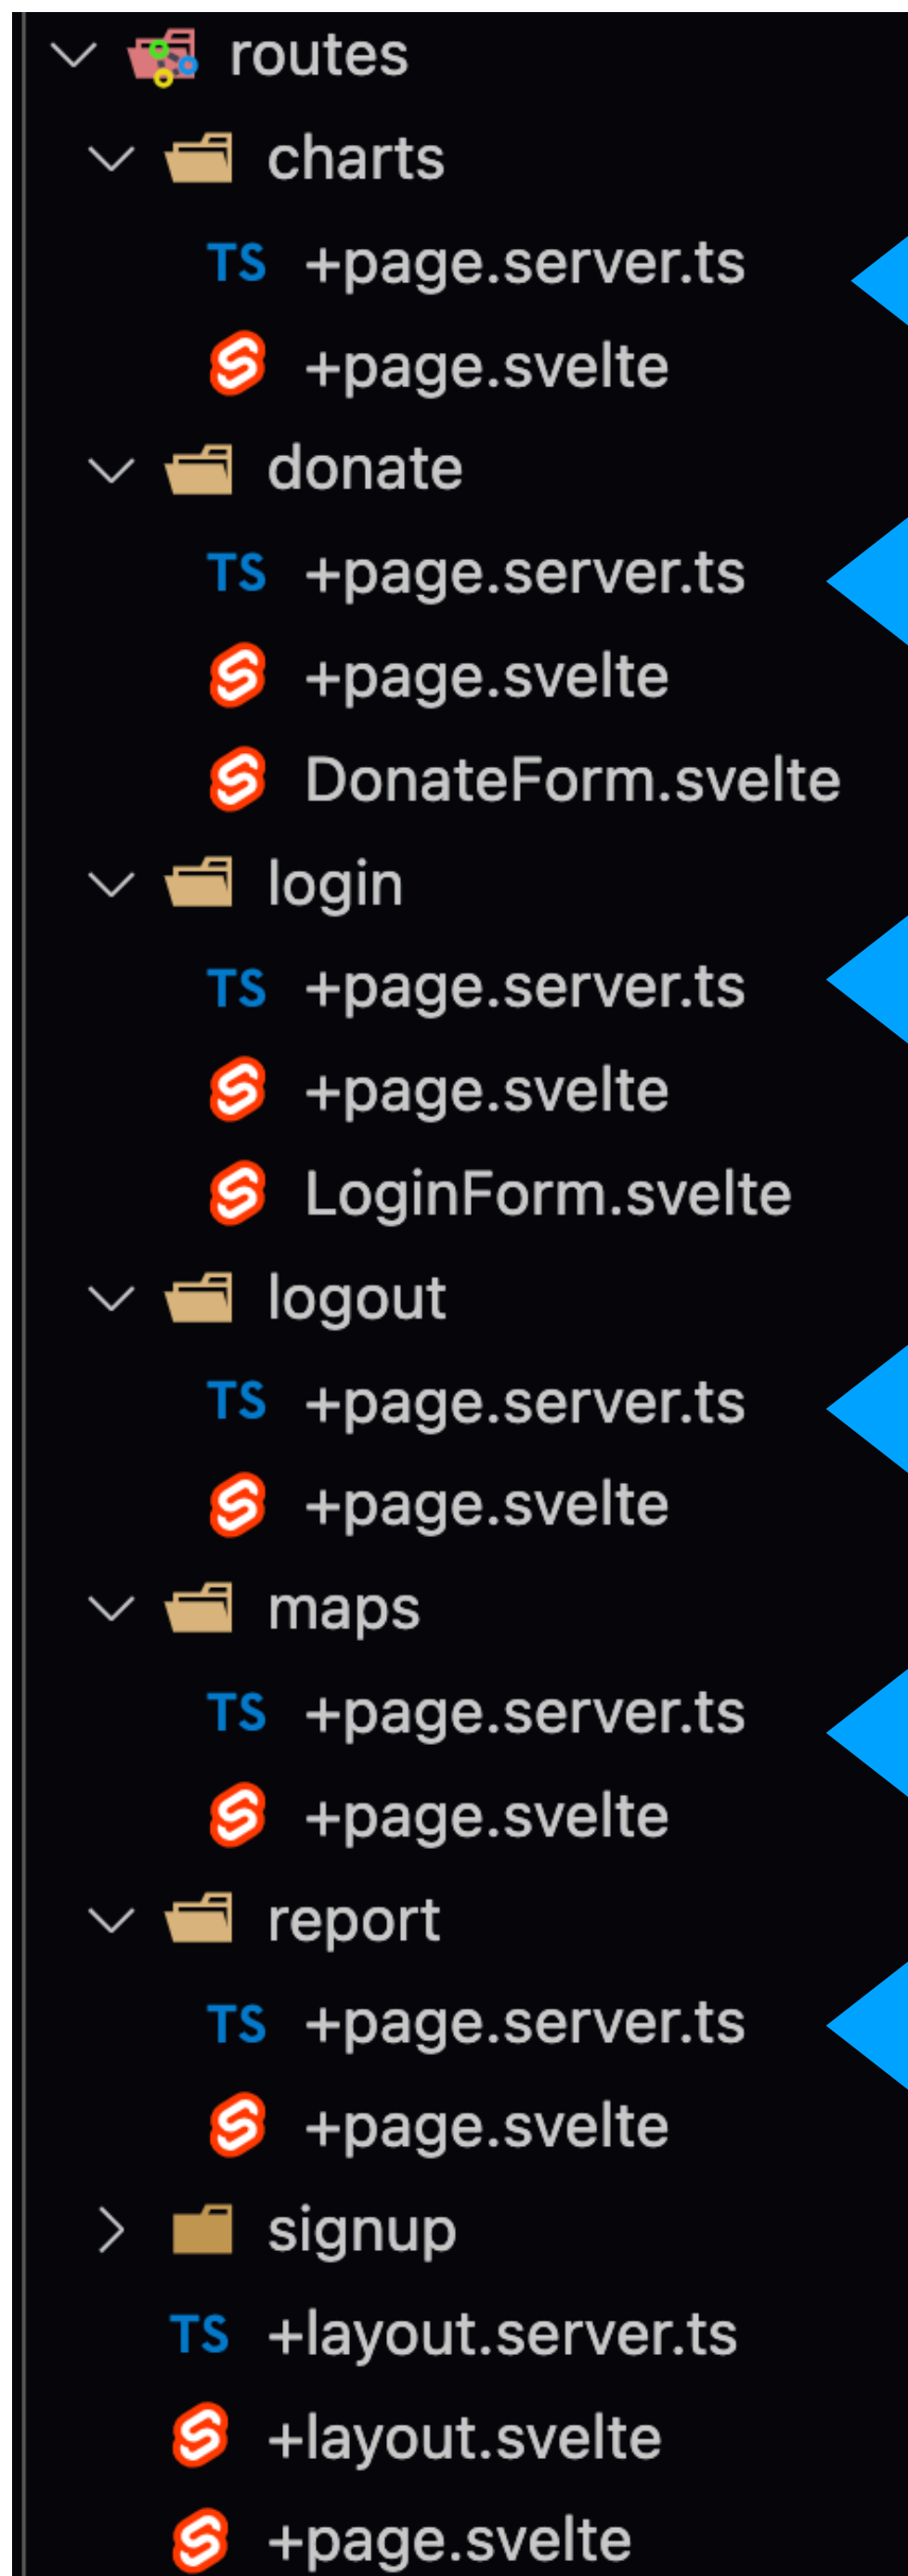 routes
charts
TS +page.server.ts
+page.svelte
donate
TS +page.server.ts
+page.svelte
DonateForm.svelte
login
TS +page.server.ts
+page.svelte
LoginForm.svelte
logout
TS +page.server.ts
+page.svelte
maps
TS +page.server.ts
+page.svelte
report
TS +page.server.ts
+page.svelte
signup
TS +layout.server.ts
+layout.svelte
+page.svelte